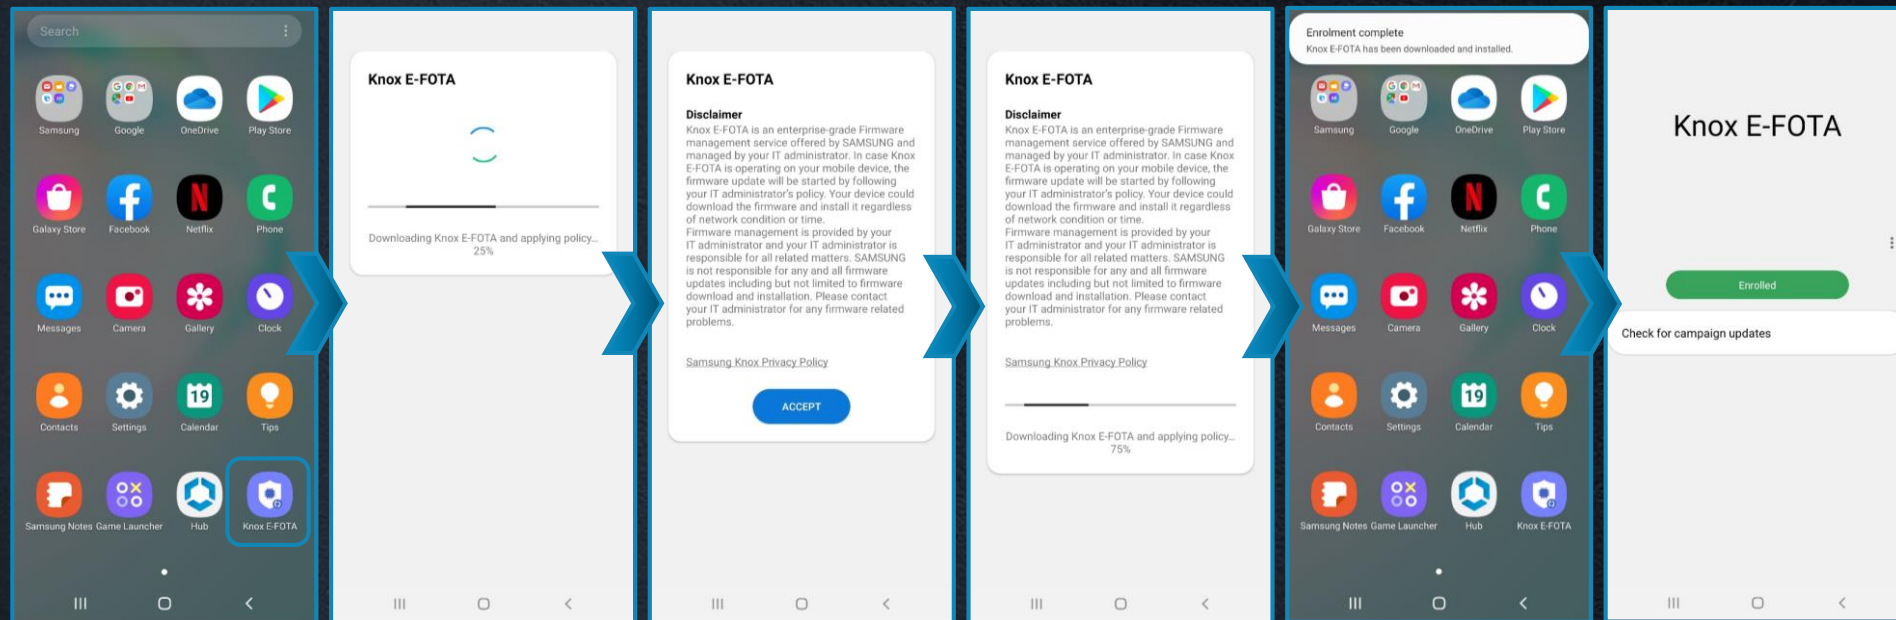 Search
Samsung
Google
OneDrive
Play Store
Galaxy Store
Facebook
Netflix
Phone
Messages
Camera
Gallery
Clock
Contacts
Settings
19
Calendar
Tips
Samsung Notes
Game Launcher
Hub
Knox E-FOTA
Knox E-FOTA
Downloading Knox E-FOTA and applying policy...
25%
Knox E-FOTA
Disclaimer
Knox E-FOTA is an enterprise-grade Firmware
management service offered by SAMSUNG and
managed by your IT administrator. In case Knox
E-FOTA is operating on your mobile device, the
firmware update will be started by following
your IT administrator's policy. Your device could
download the firmware and install it regardless
of network condition or time.
Firmware management is provided by your
IT administrator and your IT administrator is
responsible for all related matters. SAMSUNG
is not responsible for any and all firmware
updates including but not limited to firmware
download and installation. Please contact
your IT administrator for any firmware related
problems.
Samsung Knox Privacy Policy
ACCEPT
Knox E-FOTA
Disclaimer
Knox E-FOTA is an enterprise-grade Firmware
management service offered by SAMSUNG and
managed by your IT administrator. In case Knox
E-FOTA is operating on your mobile device, the
firmware update will be started by following
your IT administrator's policy. Your device could
download the firmware and install it regardless
of network condition or time.
Firmware management is provided by your
IT administrator and your IT administrator is
responsible for all related matters. SAMSUNG
is not responsible for any and all firmware
updates including but not limited to firmware
download and installation. Please contact
your IT administrator for any firmware related
problems.
Samsung Knox Privacy Policy
Downloading Knox E-FOTA and applying policy...
75%
Enrolment complete
Knox E-FOTA has been downloaded and installed.
Samsung
Google
OneDrive
Play Store
Galaxy Store
Facebook
Netflix
Phone
Messages
Camera
Gallery
Clock
Contacts
Settings
19
Calendar
Tips
Samsung Notes
Game Launcher
Hub
Knox E-FOTA
Knox E-FOTA
Enrolled
Check for campaign updates